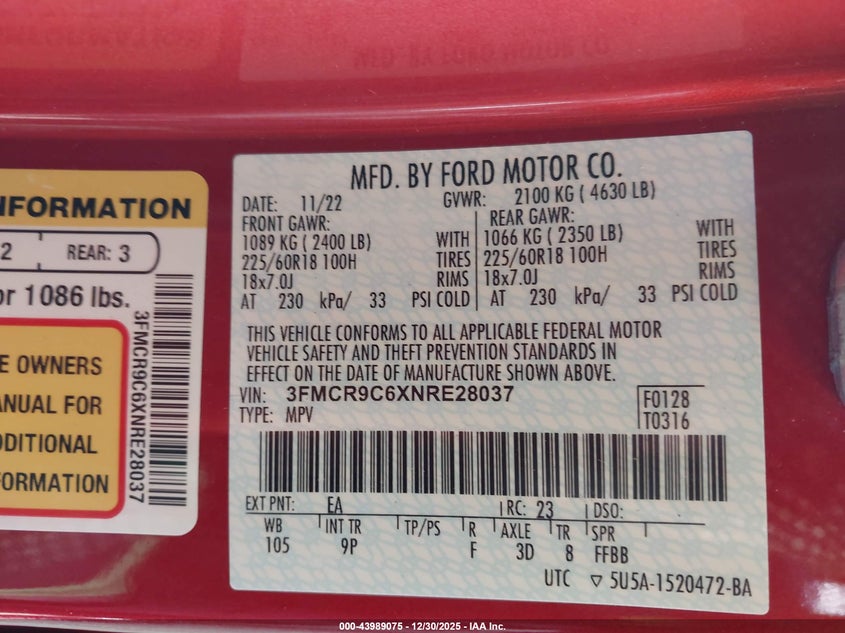 MFD. BY FORD MOTOR CO.
DATE: 11/22 GVWR: 2100 KG ( 4630 LB)
FRONT GAWR: REAR GAWR:
1089 KG ( 2400 LB) WITH 1066 KG ( 2350 LB) WITH
225/60R18 100H TIRES 225/60R18 100H TIRES
18x7.0J RIMS 18x7.0J RIMS
AT 230 kPa/ 33 PSI COLD AT 230 kPa/ 33 PSI COLD
THIS VEHICLE CONFORMS TO ALL APPLICABLE FEDERAL MOTOR
VEHICLE SAFETY AND THEFT PREVENTION STANDARDS IN
EFFECT ON THE DATE OF MANUFACTURE SHOWN ABOVE.
VIN: 3FMCR9C6XNRE28037
TYPE: MPV
F0128
T0316
EXT PNT: EA RC: 23 DSO:
WB INT TR TP/PS R AXLE TR SPR
105 9P F 3D 8 FFBB
UTC ▽ 5U5A-1520472-BA
NFORMATION
2 REAR: 3
or 1086 lbs.
E OWNERS
ANUAL FOR
DDITIONAL
FORMATION
3FMCR9C6XNRE28037
000-43989075 - 12/30/2025 - IAA Inc.